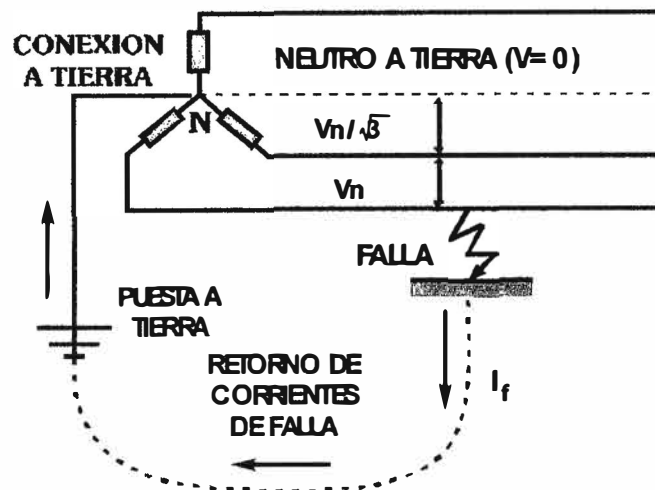 CONEXION
A TIERRA
NEUTRO A TIERRA (V= 0)
N
Vn/√3
Vn
FALLA
PUESTA A
TIERRA
RETORNO DE
CORRIENTES
DE FALLA
If